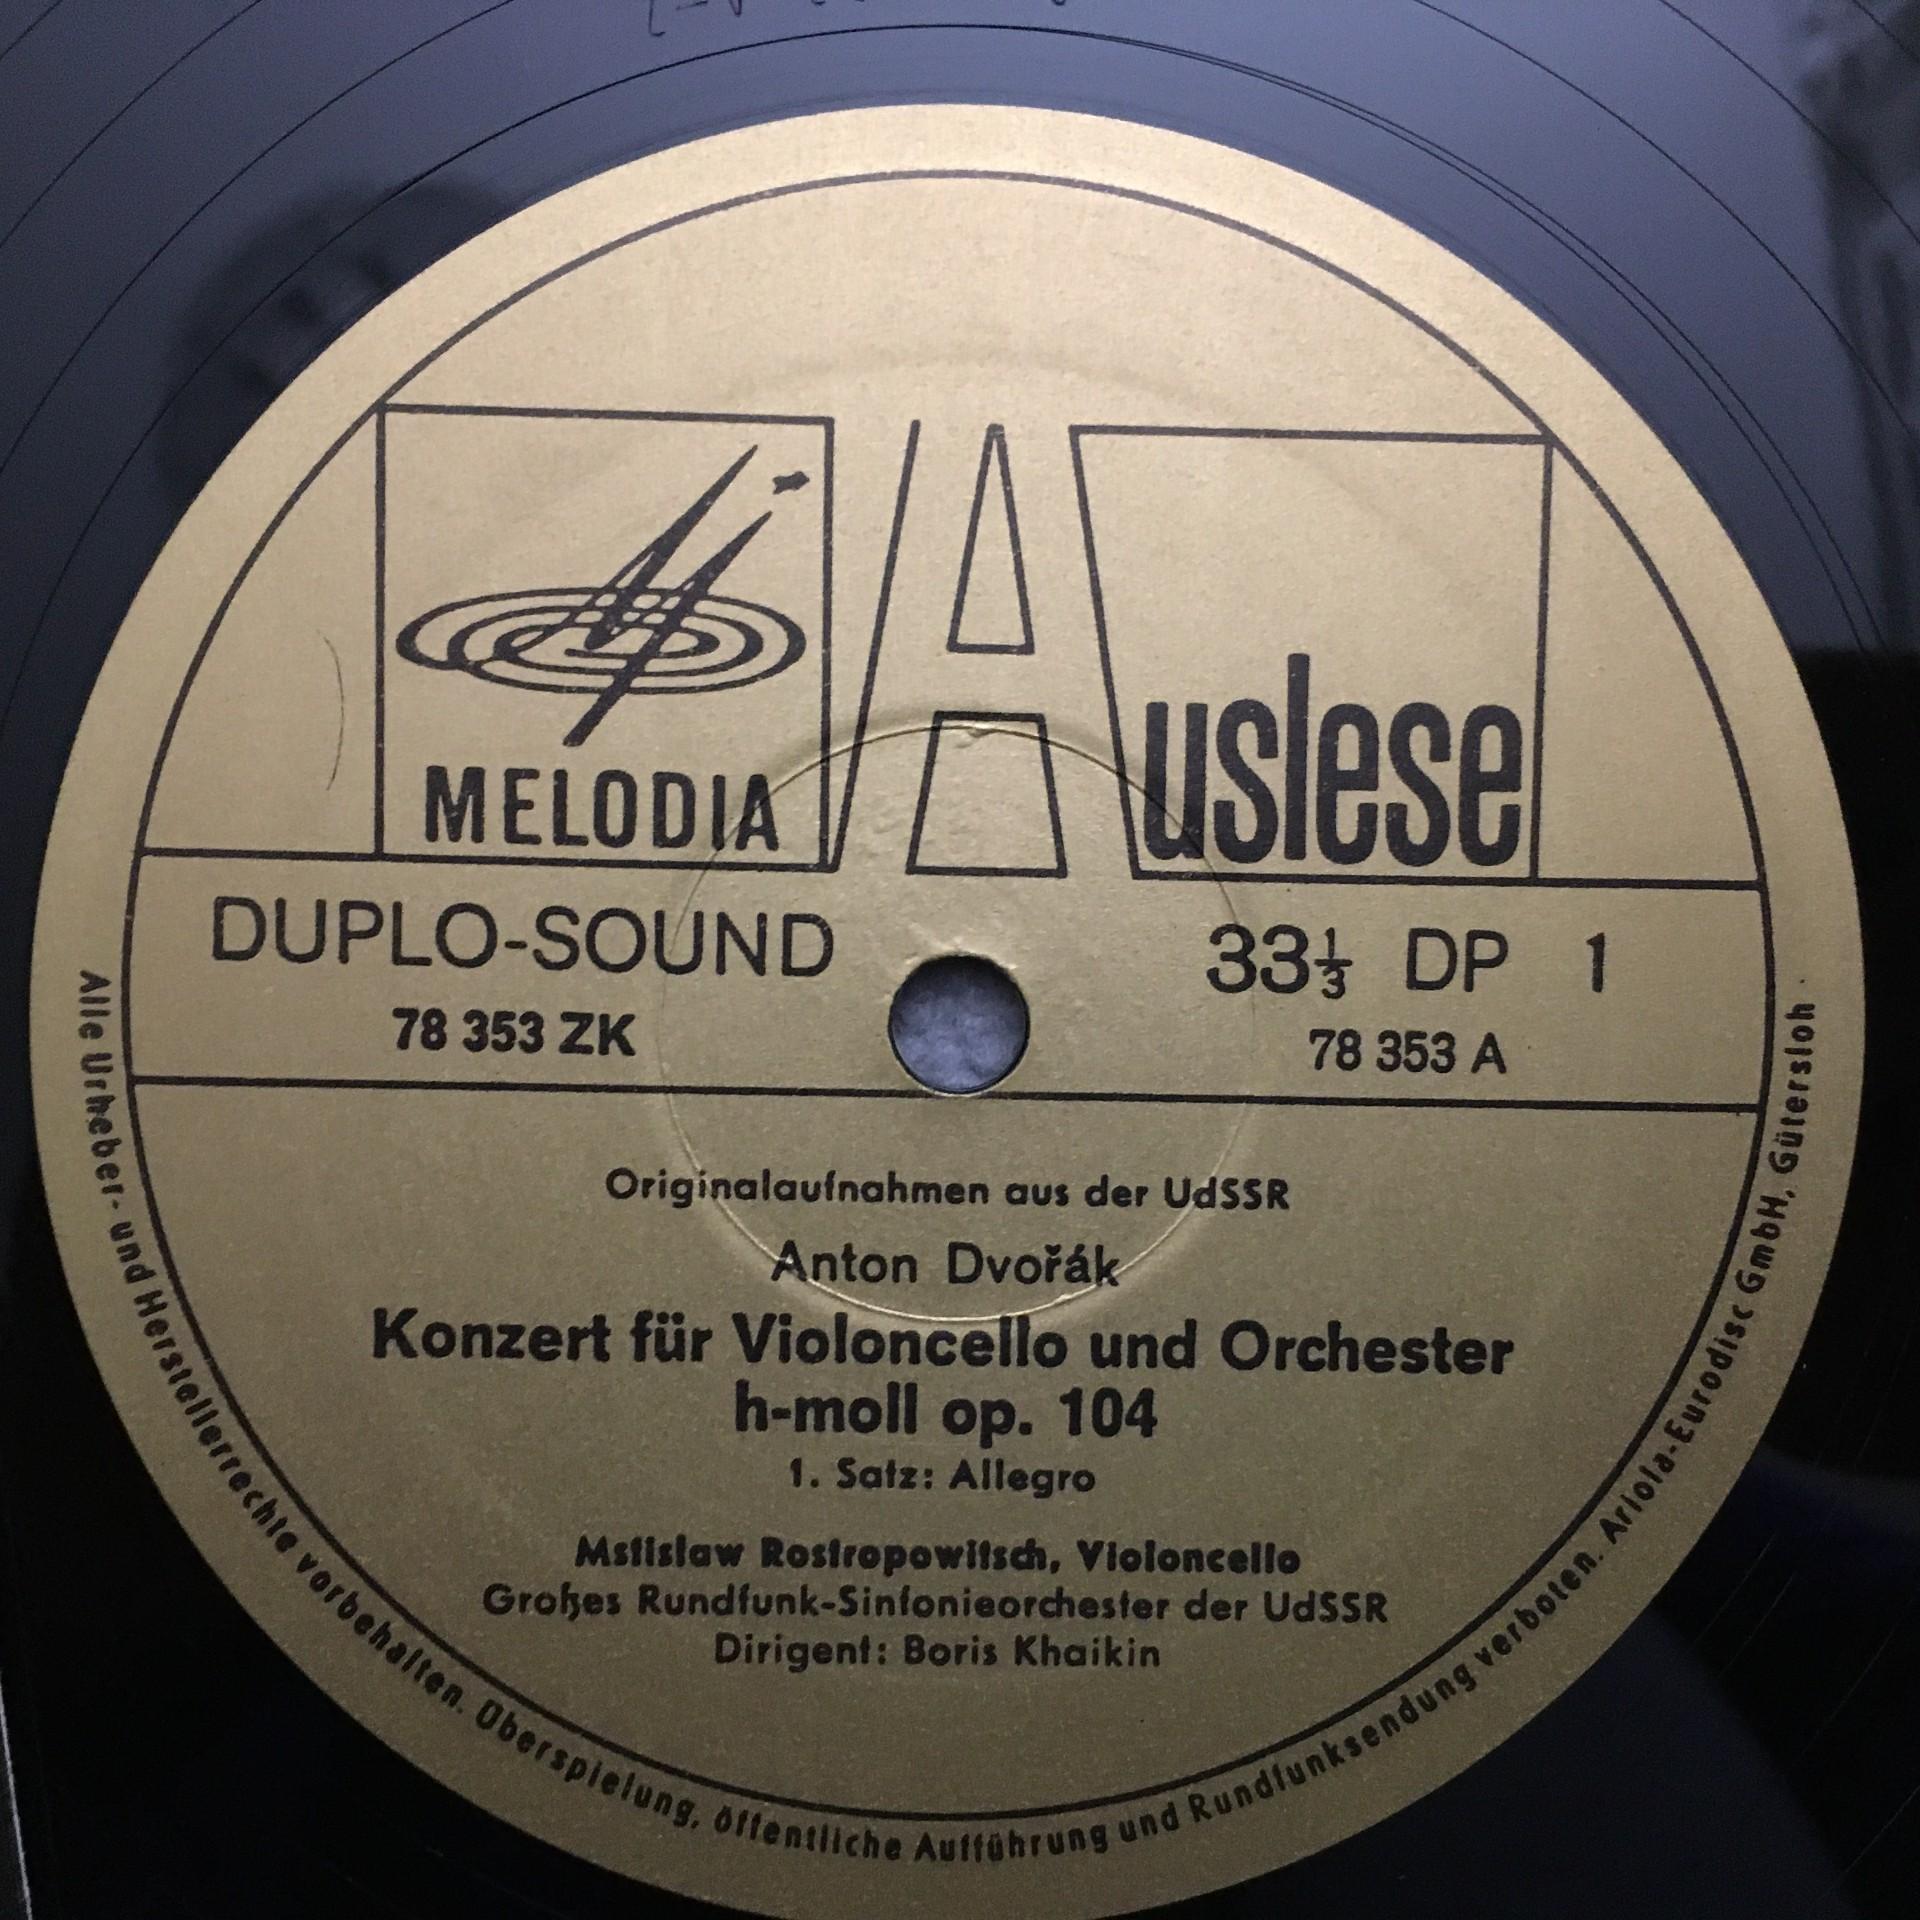 MELODIA
Auslese
DUPLO-SOUND
33⅓ DP 1
78 353 ZK
78 353 A
Originalaufnahmen aus der UdSSR
Anton Dvořák
Konzert für Violoncello und Orchester
h-moll op. 104
1. Satz: Allegro
Mstislaw Rostropowitsch, Violoncello
Großes Rundfunk-Sinfonieorchester der UdSSR
Dirigent: Boris Khaikin
Alle Urheber- und Herstellerrechte vorbehalten. Überspielung, öffentliche Aufführung und Rundfunksendung verboten. Ariola-Eurodisc GmbH, Gütersloh